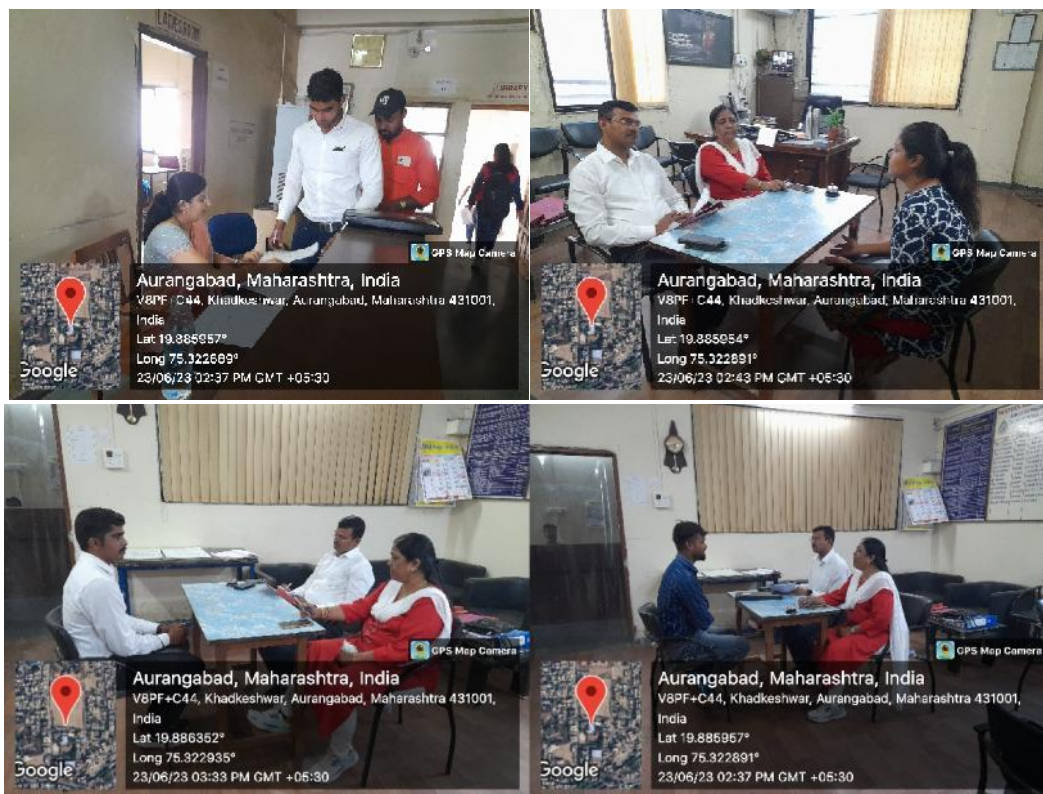 LADIES ROOM
LIBRARY
GPS Map Camera
Aurangabad, Maharashtra, India
V8PF+C44, Khadkeshwar, Aurangabad, Maharashtra 431001,
India
Lat 19.885957°
Long 75.322889°
23/06/23 02:37 PM GMT +05:30
Google
GPS Map Camera
Aurangabad, Maharashtra, India
V8PF+C44, Khadkeshwar, Aurangabad, Maharashtra 431001,
India
Lat 19.885954°
Long 75.322891°
23/06/23 02:43 PM GMT +05:30
Google
GPS Map Camera
Aurangabad, Maharashtra, India
V8PF+C44, Khadkeshwar, Aurangabad, Maharashtra 431001,
India
Lat 19.886352°
Long 75.322935°
23/06/23 03:33 PM GMT +05:30
Google
GPS Map Camera
Aurangabad, Maharashtra, India
V8PF+C44, Khadkeshwar, Aurangabad, Maharashtra 431001,
India
Lat 19.885957°
Long 75.322891°
23/06/23 02:37 PM GMT +05:30
Google